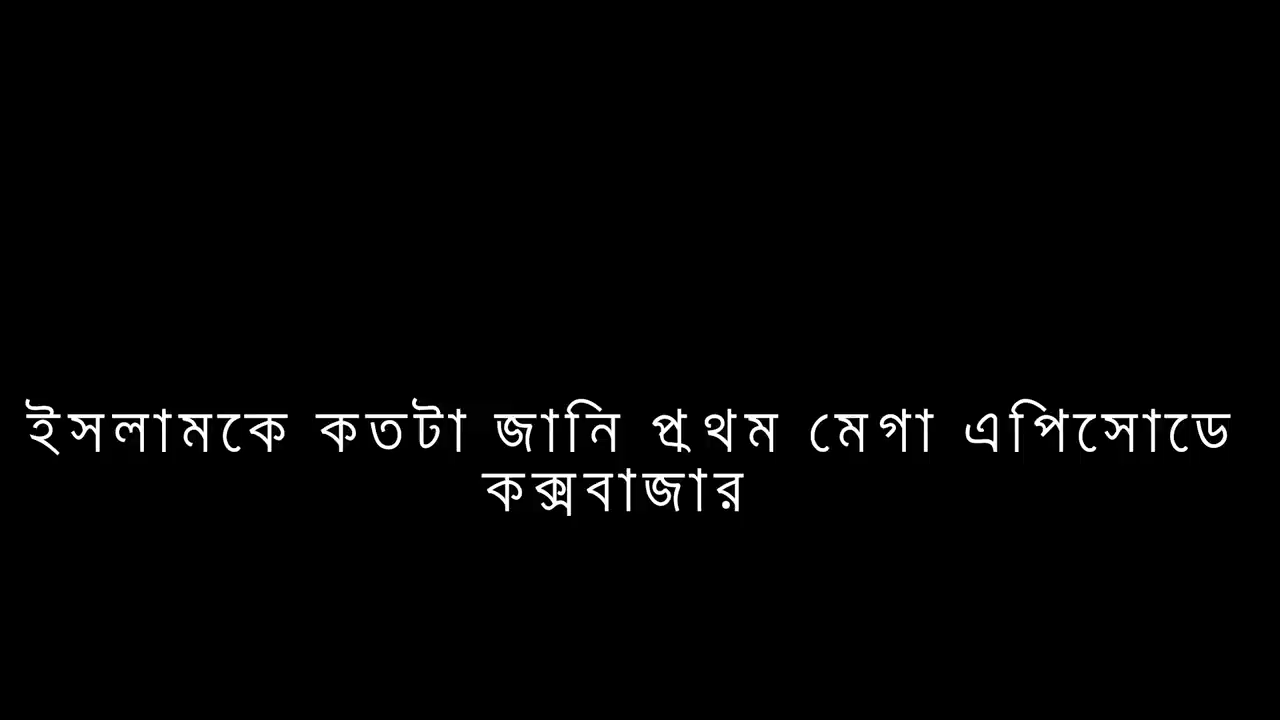 ইসলামকে কতটা জানি প্রথম মেগা এপিসোডে
কক্সবাজার